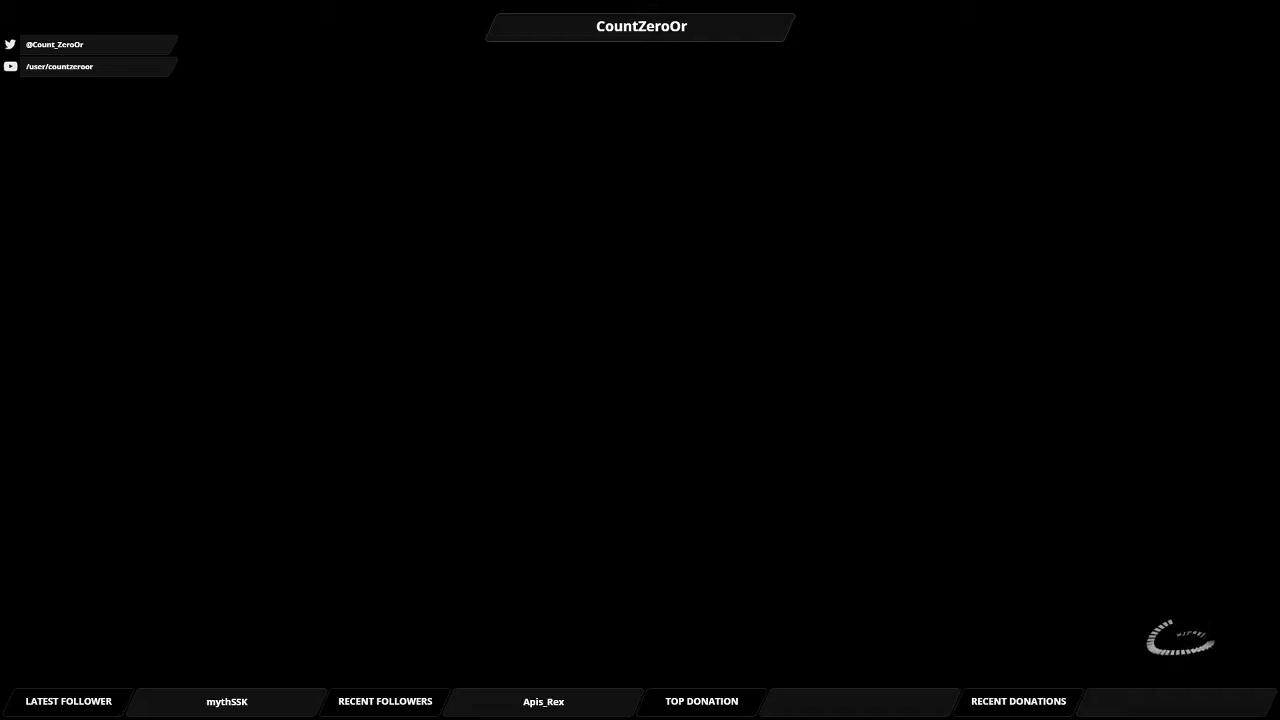 CountZeroOr
@Count_ZeroOr
/user/countzeroor
LATEST FOLLOWER
mythSSK
RECENT FOLLOWERS
Apis_Rex
TOP DONATION
RECENT DONATIONS